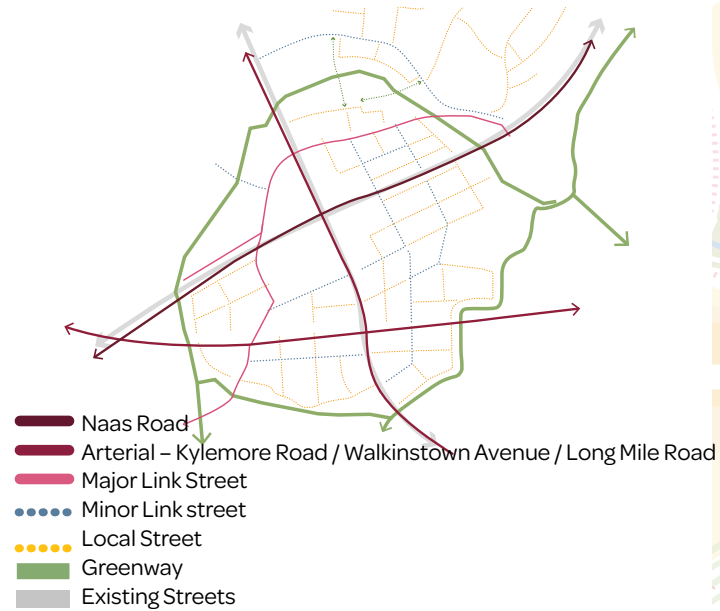 Naas Road
Arterial – Kylemore Road / Walkinstown Avenue / Long Mile Road
Major Link Street
Minor Link street
Local Street
Greenway
Existing Streets